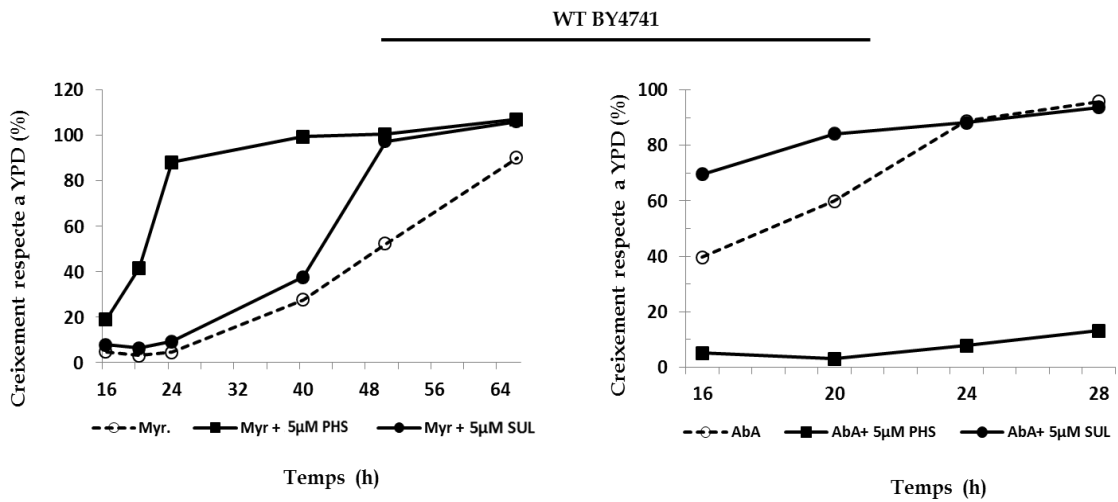 WT BY4741
Creixement respecte a YPD (%)
120
100
80
60
40
20
0
16 24 32 40 48 56 64
Myr. Myr + 5µM PHS Myr + 5µM SUL
Temps (h)
Creixement respecte a YPD (%)
100
80
60
40
20
0
16 20 24 28
AbA AbA+ 5µM PHS AbA+ 5µM SUL
Temps (h)